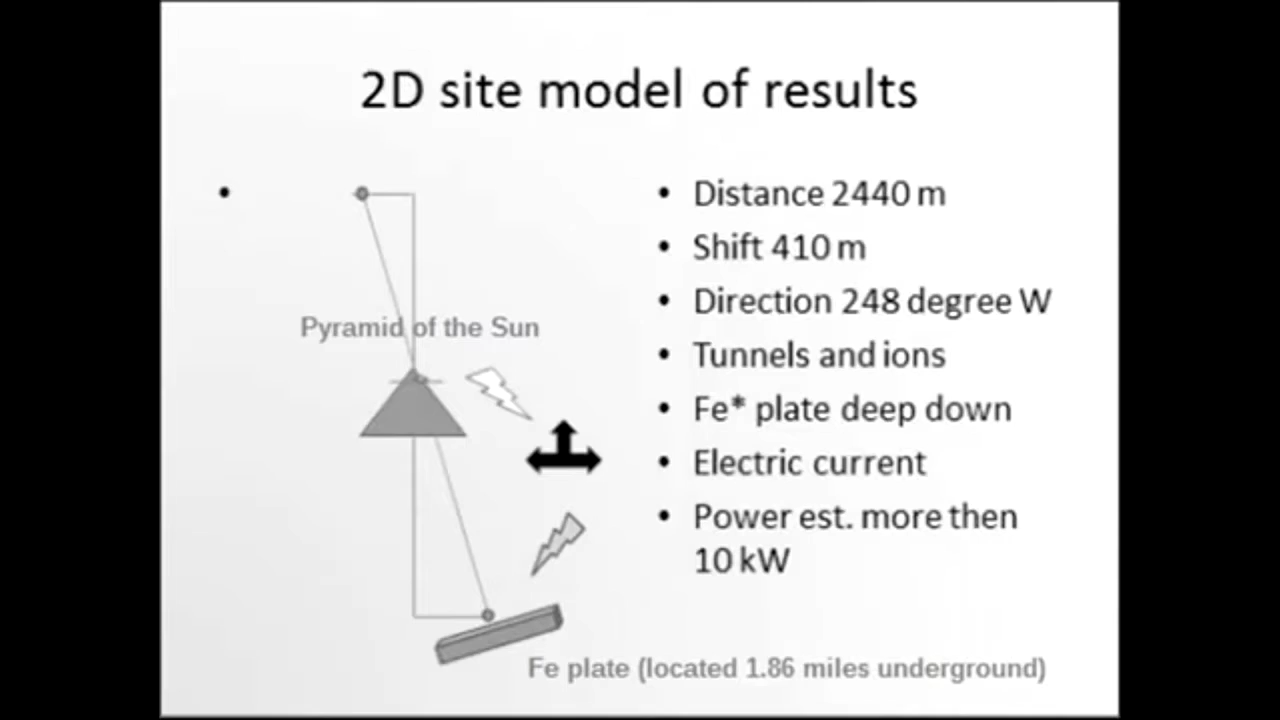 2D site model of results
• Distance 2440 m
• Shift 410 m
• Direction 248 degree W
Pyramid of the Sun
• Tunnels and ions
• Fe* plate deep down
• Electric current
• Power est. more then
10 kW
Fe plate (located 1.86 miles underground)